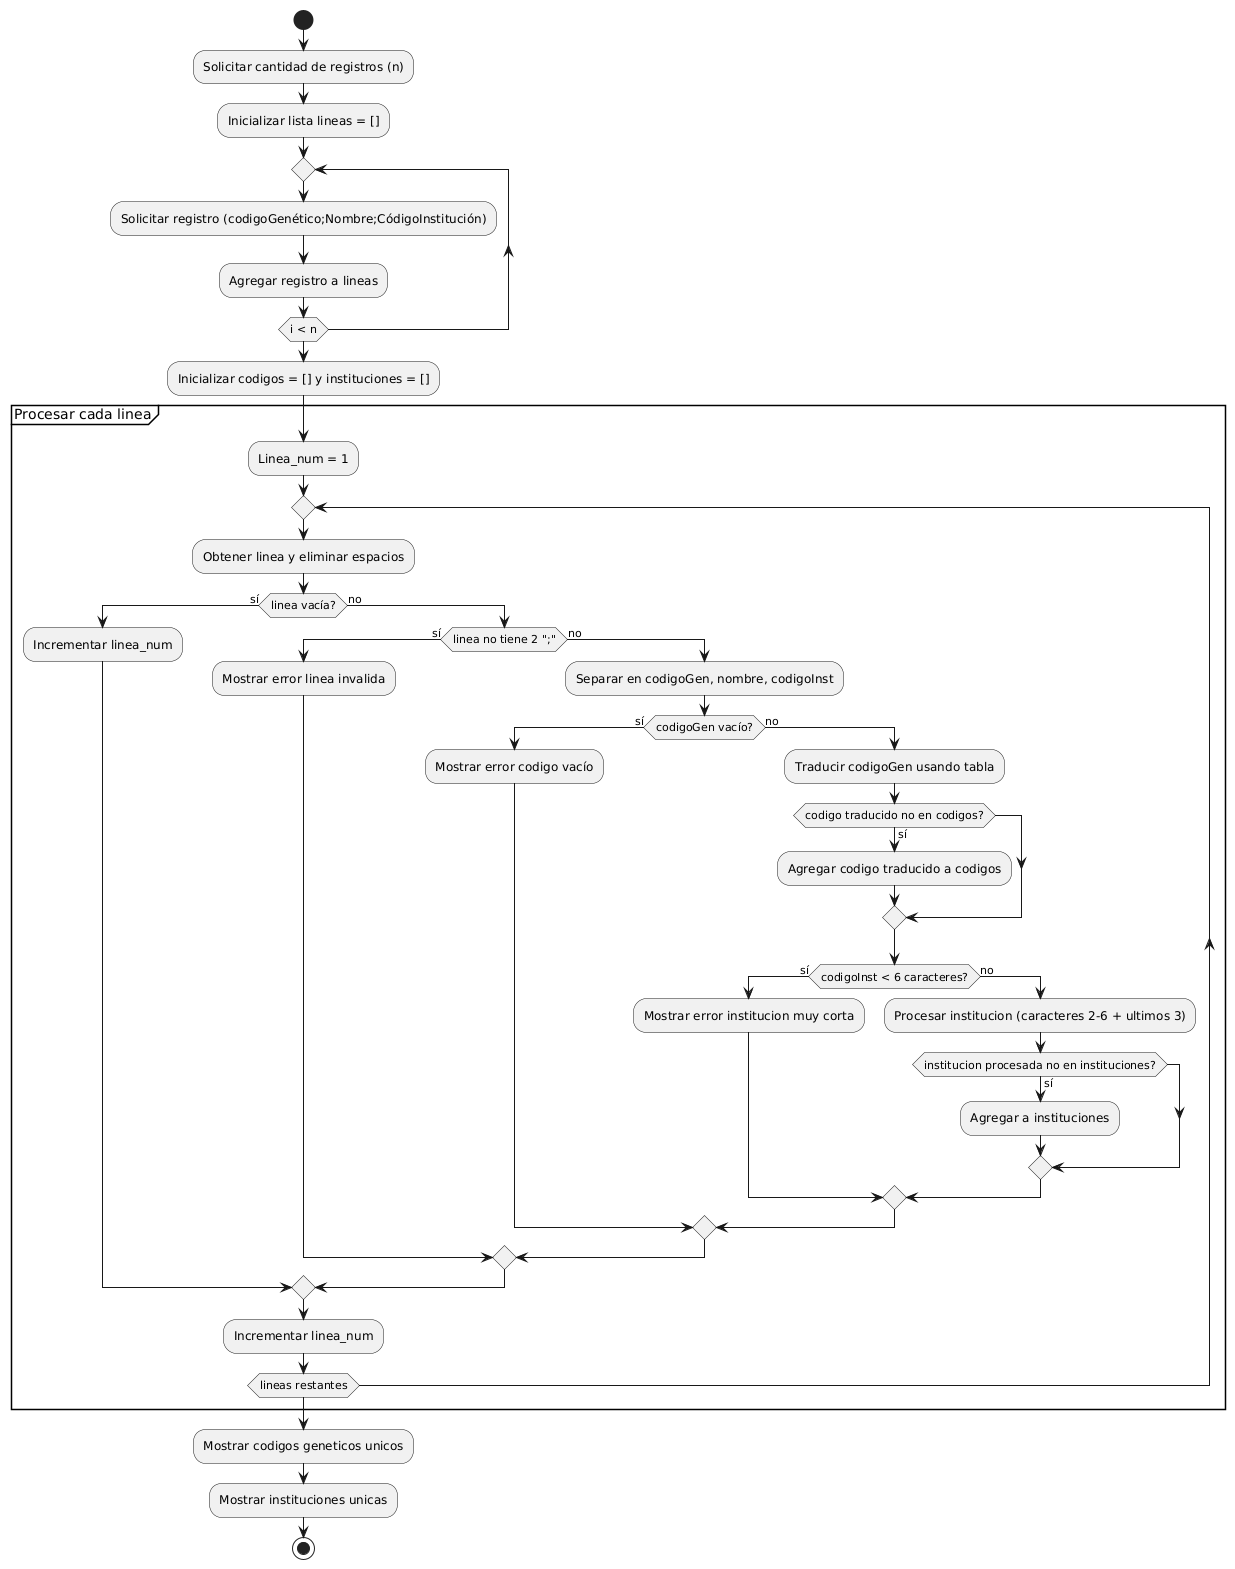 Solicitar cantidad de registros (n)
Inicializar lista lineas = []
Solicitar registro (codigoGenético;Nombre;CódigoInstitución)
Agregar registro a lineas
i < n
Inicializar codigos = [] y instituciones = []
Procesar cada linea
Linea_num = 1
Obtener linea y eliminar espacios
sí
linea vacía?
no
Incrementar linea_num
sí
linea no tiene 2 ";"
no
Mostrar error linea invalida
Separar en codigoGen, nombre, codigoInst
sí
codigoGen vacío?
no
Mostrar error codigo vacío
Traducir codigoGen usando tabla
codigo traducido no en codigos?
sí
Agregar codigo traducido a codigos
sí
codigoInst < 6 caracteres?
no
Mostrar error institucion muy corta
Procesar institucion (caracteres 2-6 + ultimos 3)
institucion procesada no en instituciones?
sí
Agregar a instituciones
Incrementar linea_num
lineas restantes
Mostrar codigos geneticos unicos
Mostrar instituciones unicas